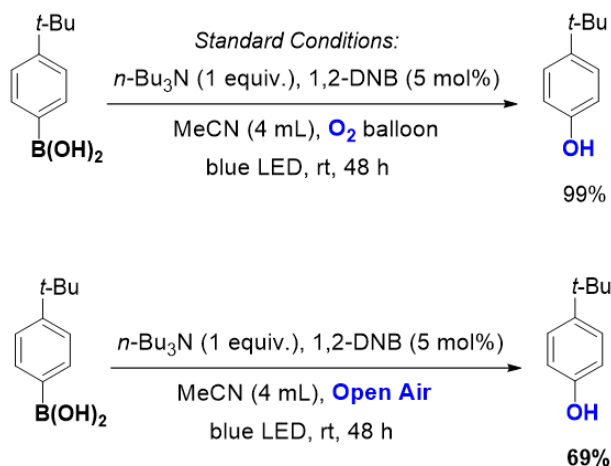 t-Bu
Standard Conditions:
t-Bu
n-Bu₃N (1 equiv.), 1,2-DNB (5 mol%)
MeCN (4 mL), O₂ balloon
B(OH)₂
OH
blue LED, rt, 48 h
99%
t-Bu
t-Bu
n-Bu₃N (1 equiv.), 1,2-DNB (5 mol%)
MeCN (4 mL), Open Air
B(OH)₂
OH
blue LED, rt, 48 h
69%